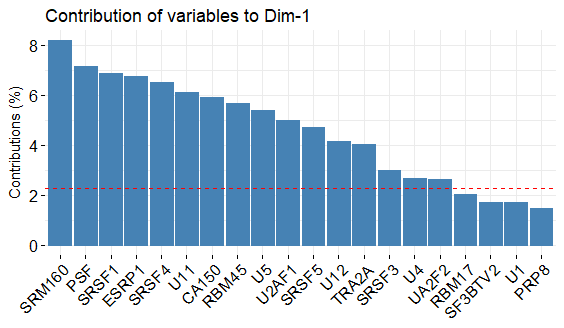 Contribution of variables to Dim-1
Contributions (%)
8
6
4
2
0
SRM160
PSF
SRSF1
ESRP1
SRSF4
U11
CA150
RBM45
U5
U2AF1
SRSF5
U12
TRA2A
SRSF3
U4
UA2F2
RBM17
SF3BTV2
U1
PRP8